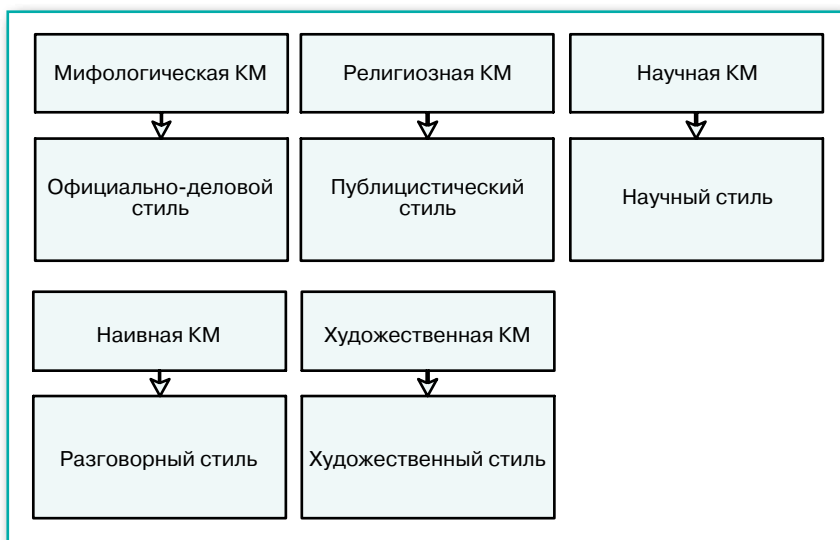 Мифологическая КМ
Религиозная КМ
Научная КМ
Официально-деловой
стиль
Публицистический
стиль
Научный стиль
Наивная КМ
Художественная КМ
Разговорный стиль
Художественный стиль